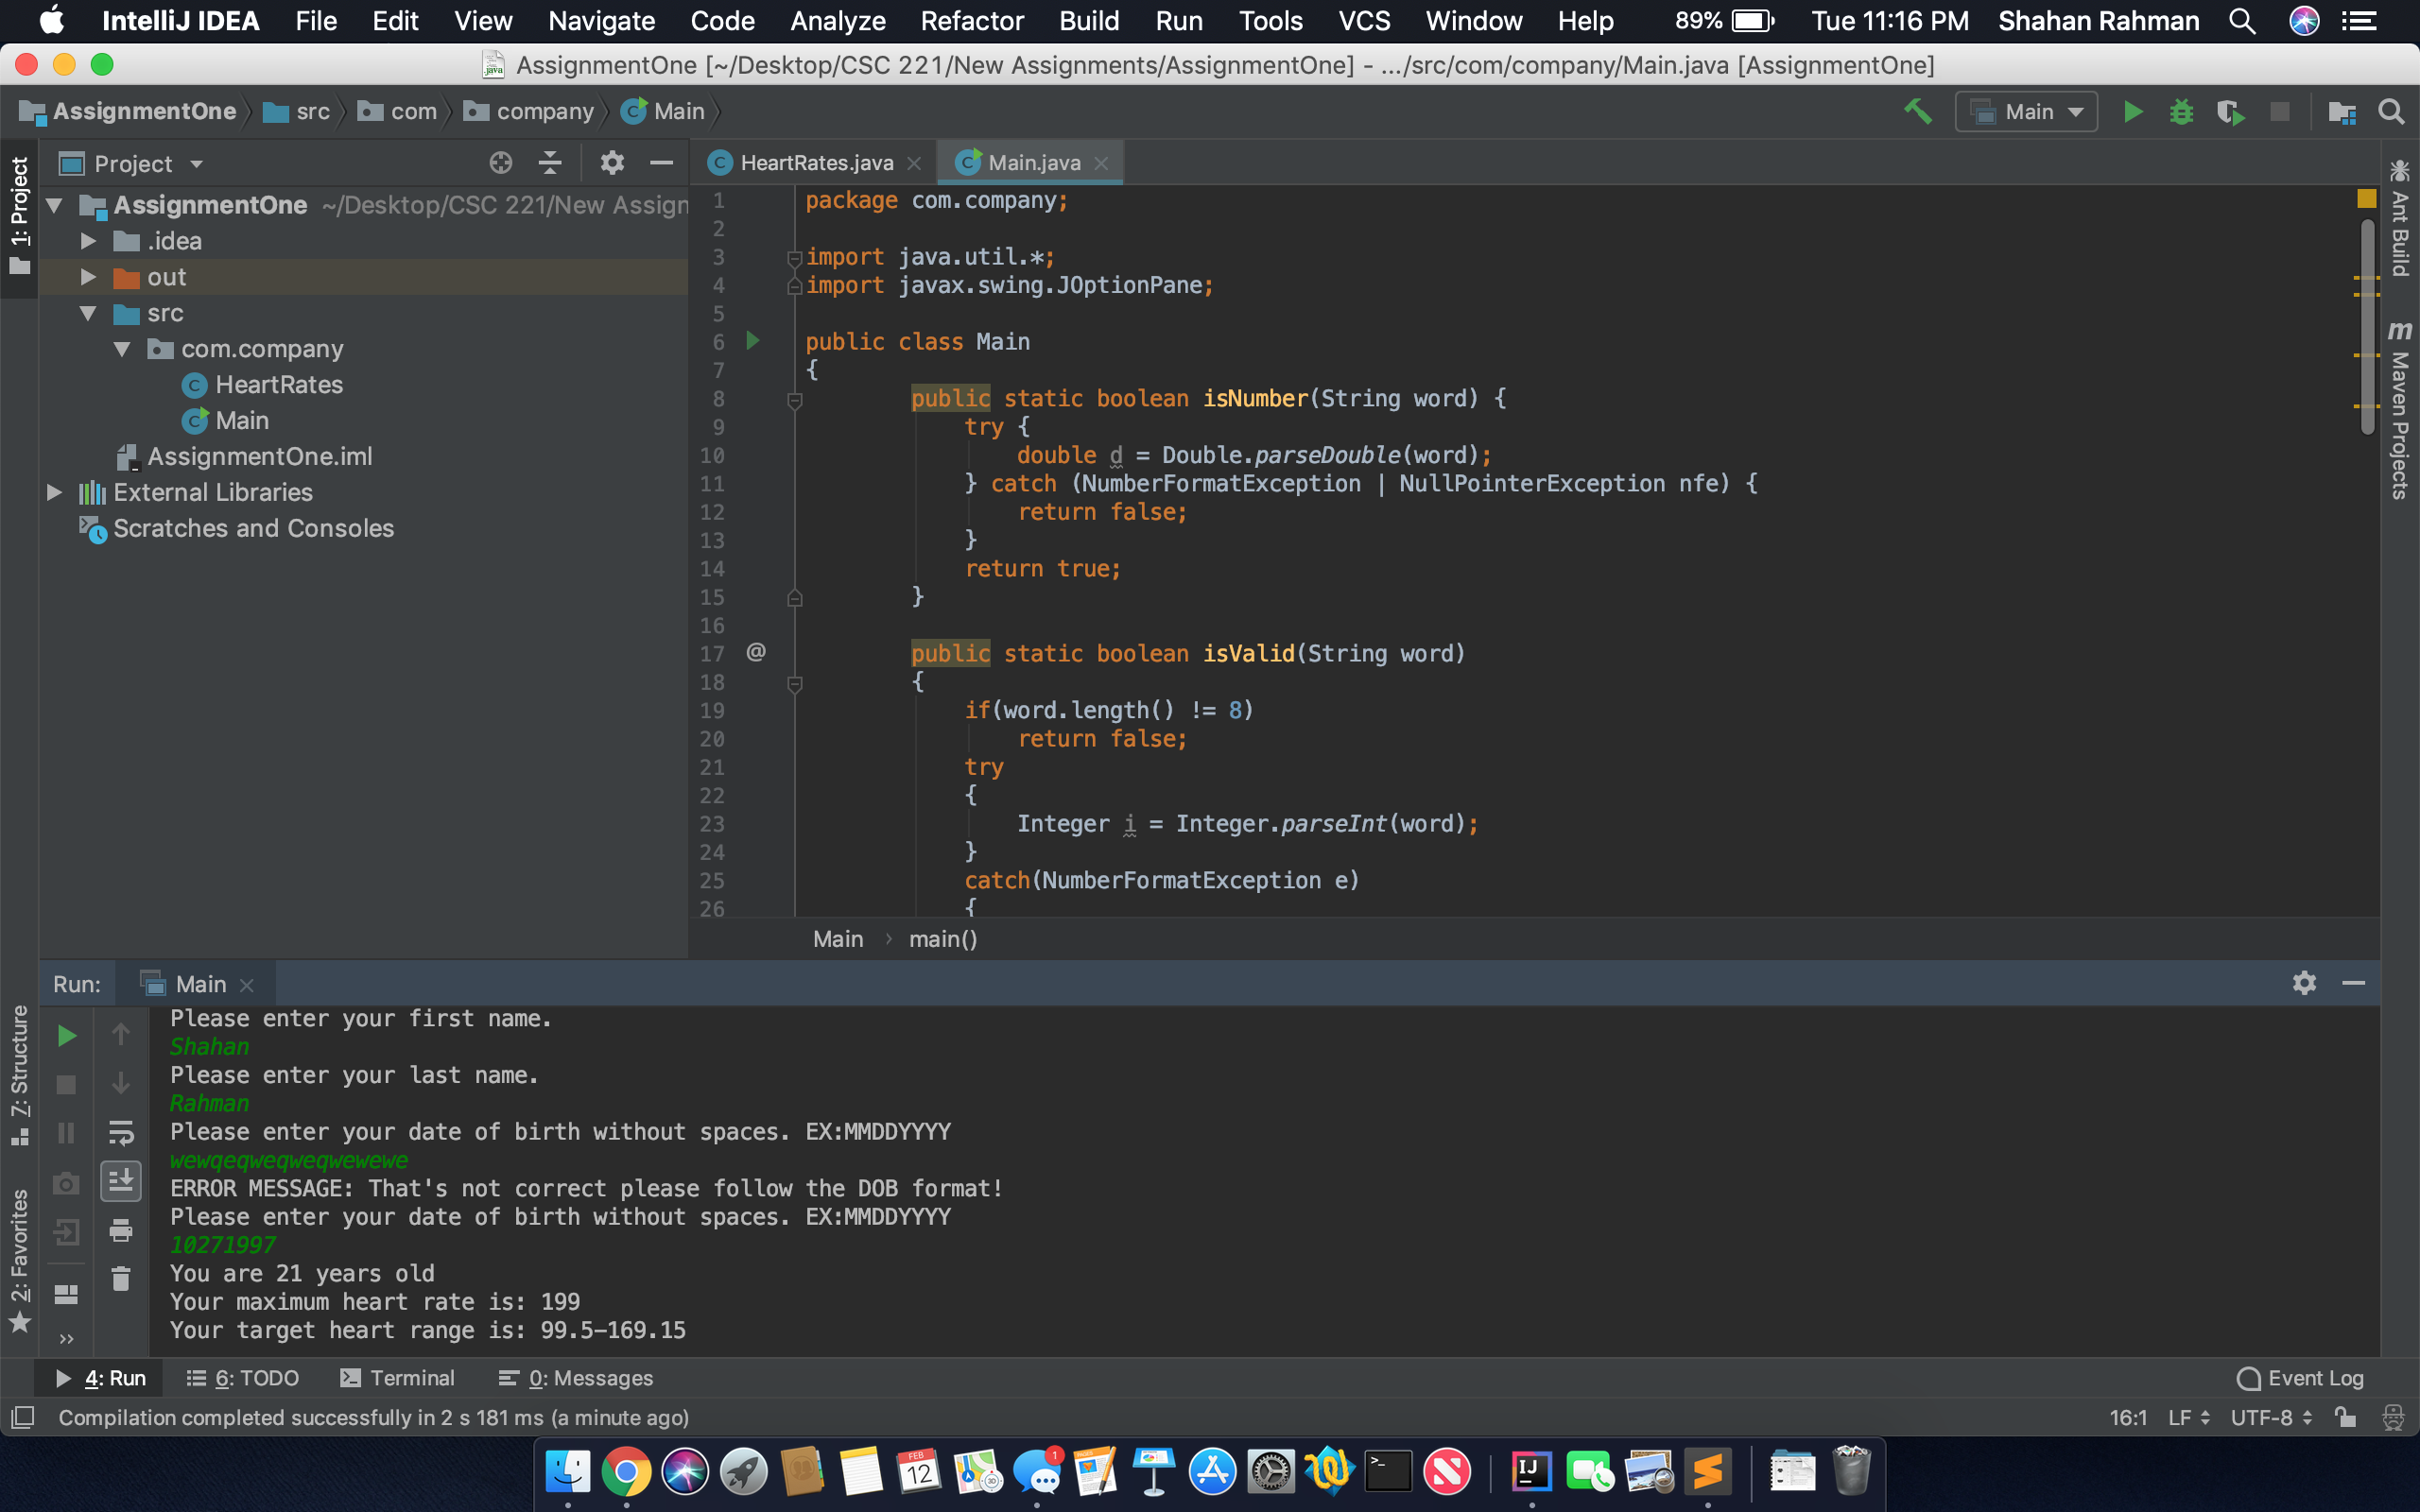 IntelliJ IDEA File Edit View Navigate Code Analyze Refactor Build Run Tools VCS Window Help 89% Tue 11:16 PM Shahan Rahman
AssignmentOne [~/Desktop/CSC 221/New Assignments/AssignmentOne] - .../src/com/company/Main.java [AssignmentOne]
AssignmentOne src com company Main Main
1: Project
Project
AssignmentOne ~/Desktop/CSC 221/New Assign
.idea
out
src
com.company
HeartRates
Main
AssignmentOne.iml
External Libraries
Scratches and Consoles
HeartRates.java Main.java
1 package com.company;
2
3 import java.util.*;
4 import javax.swing.JOptionPane;
5
6 public class Main
7 {
8 public static boolean isNumber(String word) {
9 try {
10 double d = Double.parseDouble(word);
11 } catch (NumberFormatException | NullPointerException nfe) {
12 return false;
13 }
14 return true;
15 }
16
17 @ public static boolean isValid(String word)
18 {
19 if(word.length() != 8)
20 return false;
21 try
22 {
23 Integer i = Integer.parseInt(word);
24 }
25 catch(NumberFormatException e)
26 {
Main > main()
Ant Build
m Maven Projects
Run: Main
7: Structure
2: Favorites
Please enter your first name.
Shahan
Please enter your last name.
Rahman
Please enter your date of birth without spaces. EX:MMDDYYYY
wewqeqweqweqwewewe
ERROR MESSAGE: That's not correct please follow the DOB format!
Please enter your date of birth without spaces. EX:MMDDYYYY
10271997
You are 21 years old
Your maximum heart rate is: 199
Your target heart range is: 99.5-169.15
4: Run 6: TODO Terminal 0: Messages Event Log
Compilation completed successfully in 2 s 181 ms (a minute ago) 16:1 LF UTF-8
FEB
12
3D
1
IJ